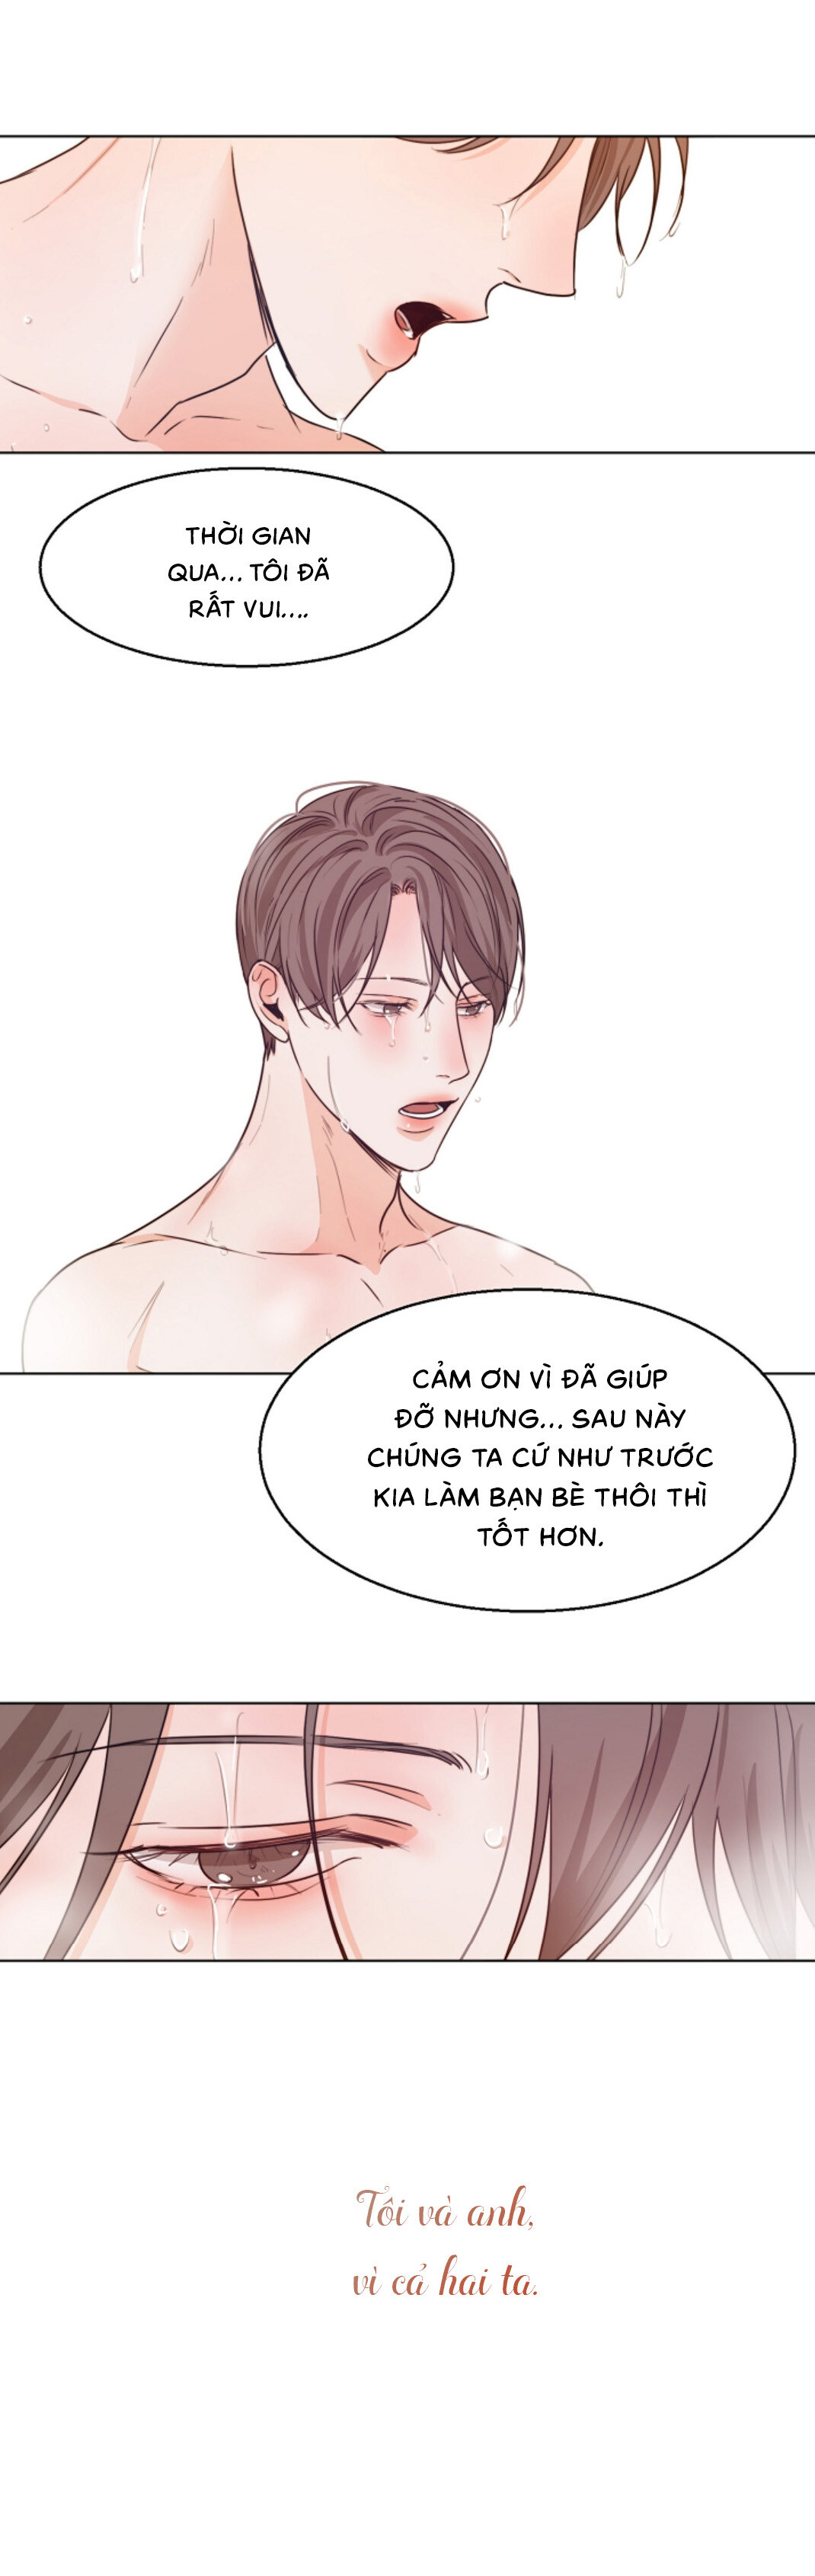 THỜI GIAN
QUA... TÔI ĐÃ
RẤT VUI....
CẢM ƠN VÌ ĐÃ GIÚP
ĐỠ NHƯNG... SAU NÀY
CHÚNG TA CỨ NHƯ TRƯỚC
KIA LÀM BẠN BÈ THÔI THÌ
TỐT HƠN.
Tôi và anh,
vì cả hai ta.